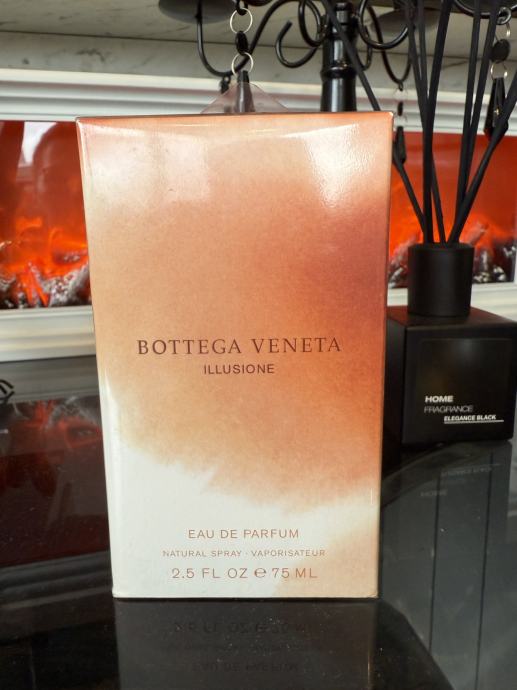 BOTTEGA VENETA
ILLUSIONE
EAU DE PARFUM
NATURAL SPRAY · VAPORISATEUR
2.5 FL OZ ℮ 75 ML
HOME
FRAGRANCE
ELEGANCE BLACK